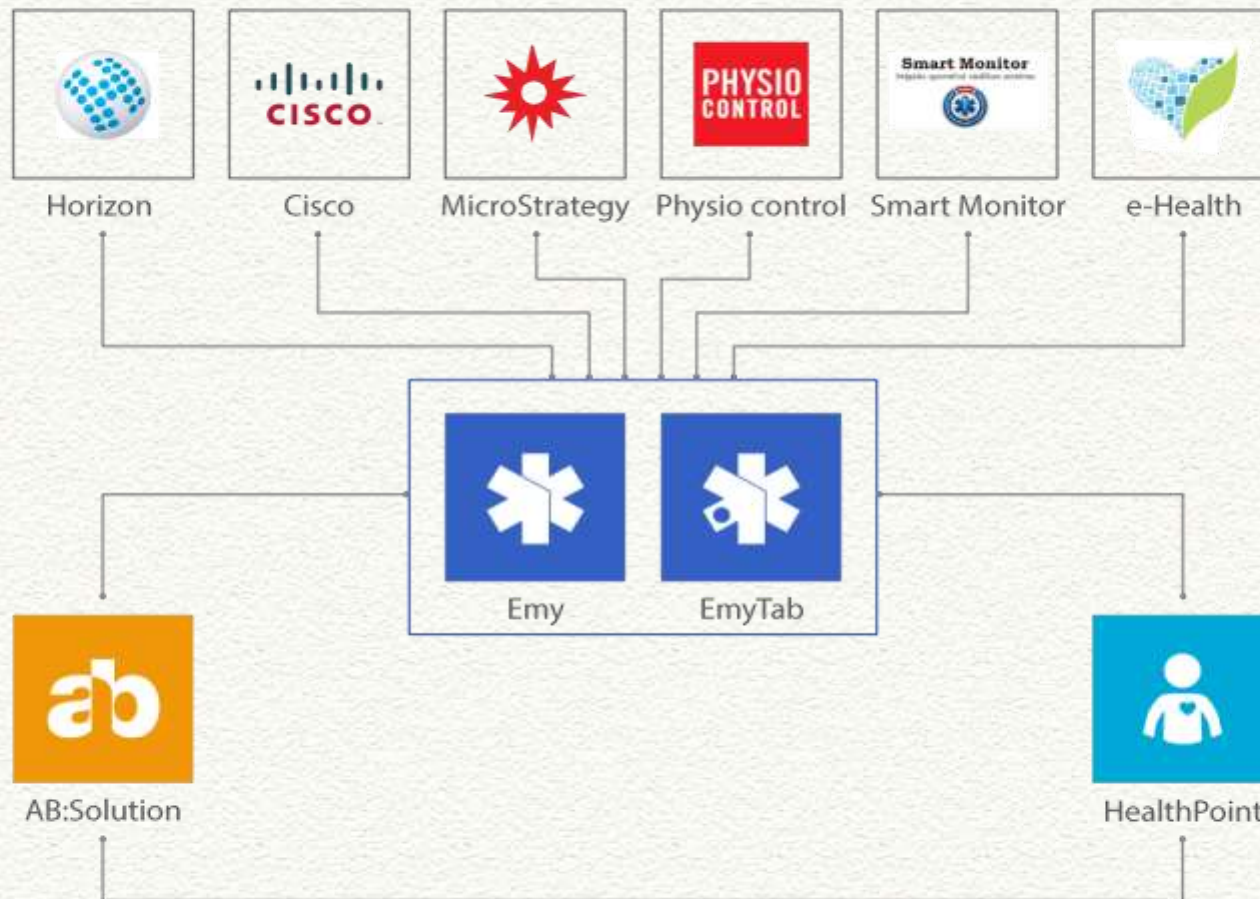 CISCO
PHYSIO
CONTROL
Smart Monitor
Horizon
Cisco
MicroStrategy
Physio control
Smart Monitor
e-Health
Emy
EmyTab
ab
AB:Solution
HealthPoint